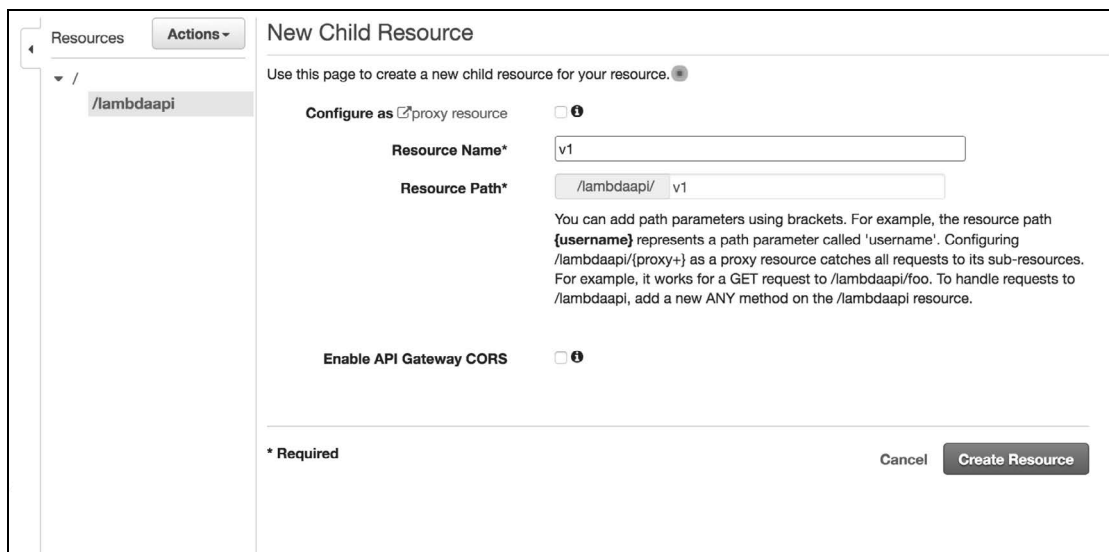 Resources
Actions
/
/lambdaapi
New Child Resource
Use this page to create a new child resource for your resource.
Configure as proxy resource
Resource Name*
v1
Resource Path*
/lambdaapi/ v1
You can add path parameters using brackets. For example, the resource path
{username} represents a path parameter called 'username'. Configuring
/lambdaapi/{proxy+} as a proxy resource catches all requests to its sub-resources.
For example, it works for a GET request to /lambdaapi/foo. To handle requests to
/lambdaapi, add a new ANY method on the /lambdaapi resource.
Enable API Gateway CORS
* Required
Cancel
Create Resource